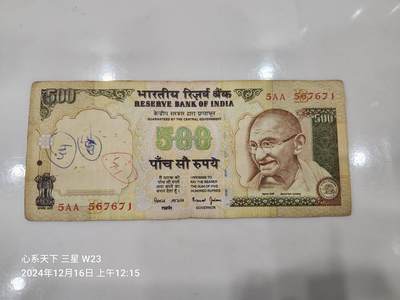 500
भारतीय रिज़र्व बैंक
RESERVE BANK OF INDIA
5AA 567671
केन्द्रीय सरकार द्वारा प्रत्याभूत
GUARANTEED BY THE CENTRAL GOVERNMENT
500
500
पाँच सौ रुपये
I PROMISE TO
PAY THE BEARER
THE SUM OF FIVE
HUNDRED RUPEES
GOVERNOR
5AA 567671
心系天下 三星 W23
2024年12月16日 上午12:15